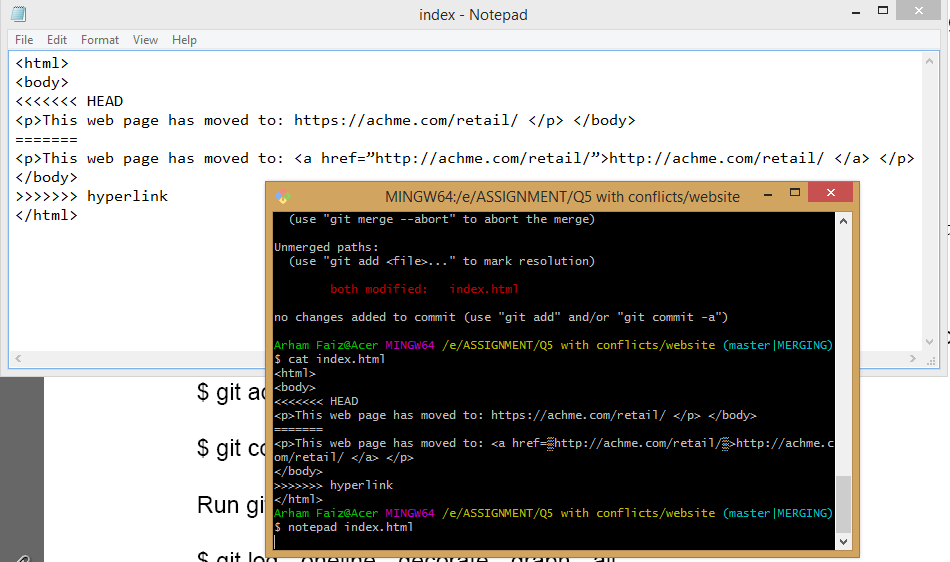 index - Notepad
File Edit Format View Help
<html>
<body>
<<<<<<< HEAD
<p>This web page has moved to: https://achme.com/retail/ </p> </body>
=======
<p>This web page has moved to: <a href=”http://achme.com/retail/”>http://achme.com/retail/ </a> </p>
</body>
>>>>>>> hyperlink
</html>
MINGW64:/e/ASSIGNMENT/Q5 with conflicts/website
(use "git merge --abort" to abort the merge)
Unmerged paths:
(use "git add <file>..." to mark resolution)
both modified: index.html
no changes added to commit (use "git add" and/or "git commit -a")
Arham Faiz@Acer MINGW64 /e/ASSIGNMENT/Q5 with conflicts/website (master|MERGING)
$ cat index.html
<html>
<body>
<<<<<<< HEAD
<p>This web page has moved to: https://achme.com/retail/ </p> </body>
=======
<p>This web page has moved to: <a href=▒http://achme.com/retail/▒>http://achme.c
om/retail/ </a> </p>
</body>
>>>>>>> hyperlink
</html>
Arham Faiz@Acer MINGW64 /e/ASSIGNMENT/Q5 with conflicts/website (master|MERGING)
$ notepad index.html
$ git
$ git
Run
$ git